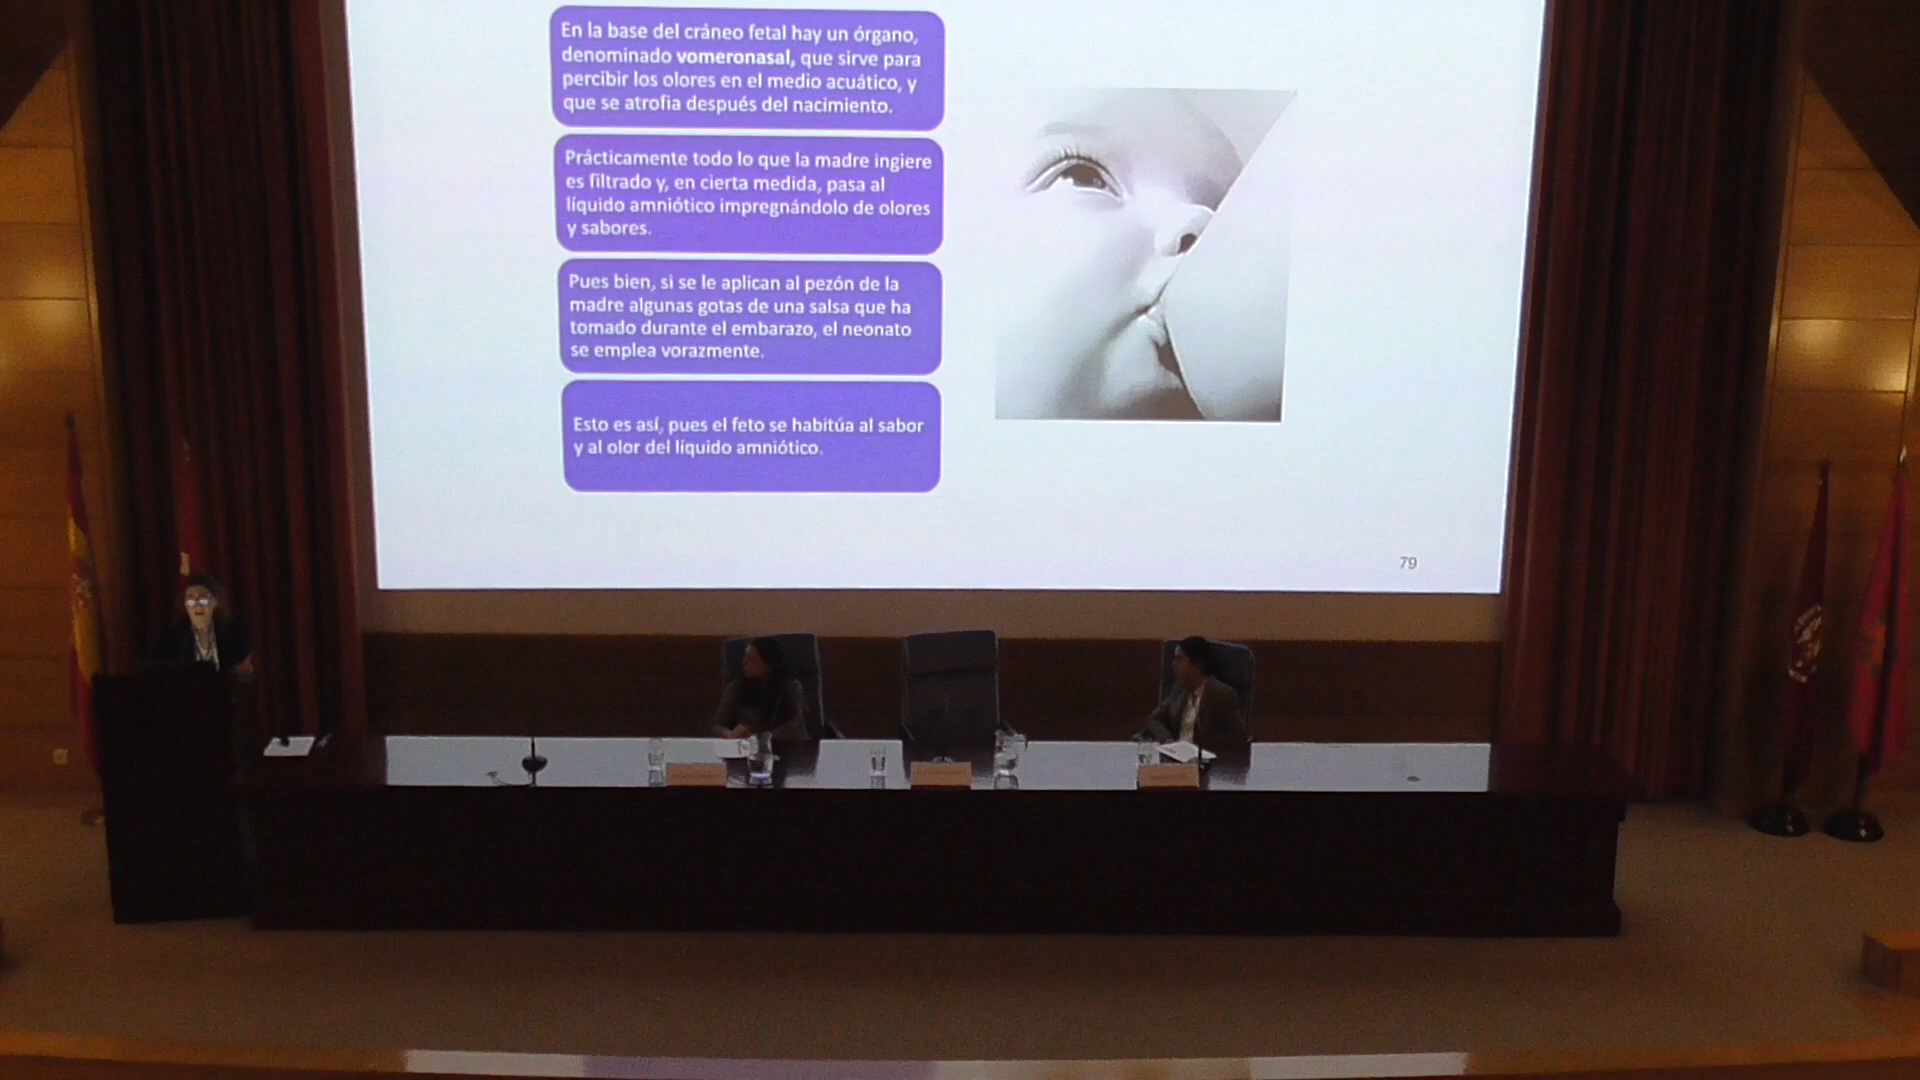 En la base del cráneo fetal hay un órgano,
denominado vomeronasal, que sirve para
percibir los olores en el medio acuático, y
que se atrofia después del nacimiento.
Prácticamente todo lo que la madre ingiere
es filtrado y, en cierta medida, pasa al
líquido amniótico impregnándolo de olores
y sabores.
Pues bien, si se le aplican al pezón de la
madre algunas gotas de una salsa que ha
tomado durante el embarazo, el neonato
se emplea vorazmente.
Esto es así, pues el feto se habitúa al sabor
y al olor del líquido amniótico.
79